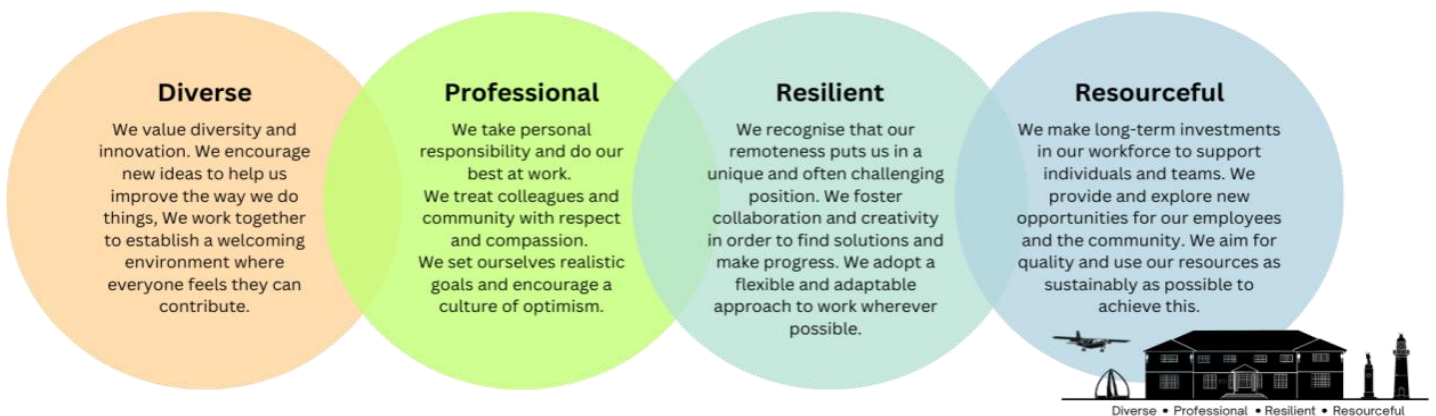 Diverse
We value diversity and
innovation. We encourage
new ideas to help us
improve the way we do
things, We work together
to establish a welcoming
environment where
everyone feels they can
contribute.
Professional
We take personal
responsibility and do our
best at work.
We treat colleagues and
community with respect
and compassion.
We set ourselves realistic
goals and encourage a
culture of optimism.
Resilient
We recognise that our
remoteness puts us in a
unique and often challenging
position. We foster
collaboration and creativity
in order to find solutions and
make progress. We adopt a
flexible and adaptable
approach to work wherever
possible.
Resourceful
We make long-term investments
in our workforce to support
individuals and teams. We
provide and explore new
opportunities for our employees
and the community. We aim for
quality and use our resources as
sustainably as possible to
achieve this.
Diverse • Professional • Resilient • Resourceful